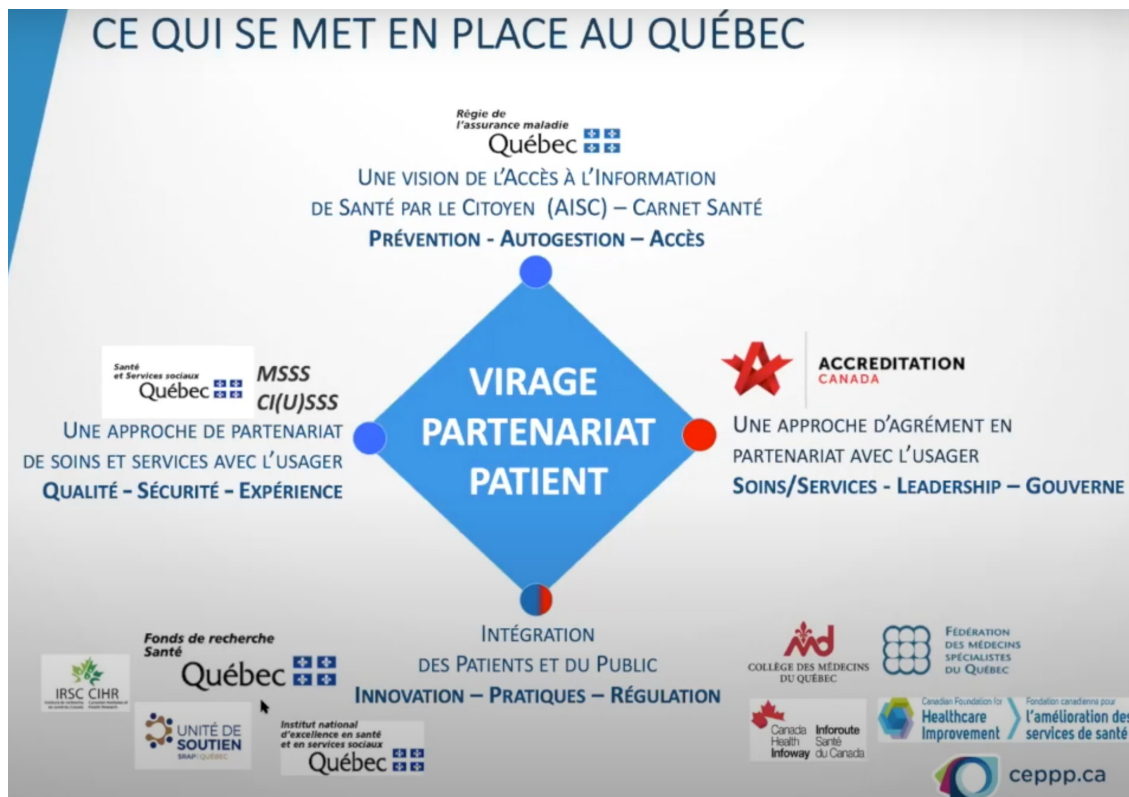 CE QUI SE MET EN PLACE AU QUÉBEC
Régie de
l'assurance maladie
Québec
UNE VISION DE L'ACCÈS À L'INFORMATION
DE SANTÉ PAR LE CITOYEN (AISC) – CARNET SANTÉ
PRÉVENTION - AUTOGESTION – ACCÈS
VIRAGE
PARTENARIAT
PATIENT
Santé
et Services sociaux
Québec
MSSS
CI(U)SSS
UNE APPROCHE DE PARTENARIAT
DE SOINS ET SERVICES AVEC L'USAGER
QUALITÉ – SÉCURITÉ – EXPÉRIENCE
ACCREDITATION
CANADA
UNE APPROCHE D'AGRÉMENT EN
PARTENARIAT AVEC L'USAGER
SOINS/SERVICES - LEADERSHIP – GOUVERNE
INTÉGRATION
DES PATIENTS ET DU PUBLIC
INNOVATION – PRATIQUES – RÉGULATION
Fonds de recherche
Santé
Québec
IRSC CIHR
UNITÉ DE
SOUTIEN
SRAP | QUÉBEC
Institut national
d'excellence en santé
et en services sociaux
Québec
COLLÈGE DES MÉDECINS
DU QUÉBEC
FÉDÉRATION
DES MÉDECINS
SPÉCIALISTES
DU QUÉBEC
Canada Inforoute
Health Santé
Infoway du Canada
Canadian Foundation for
Healthcare
Improvement
Fondation canadienne pour
l'amélioration des
services de santé
ceppp.ca